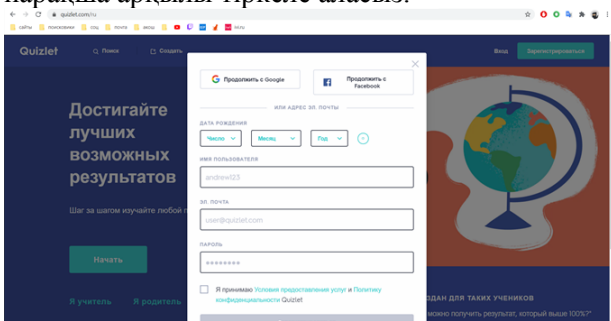 парақша арқылы тіркеле аласыз:
quizlet.com/ru
Quizlet
Поиск
Создать
Вход
Зарегистрироваться
Продолжить с Google
Продолжить с Facebook
ИЛИ АДРЕС ЭЛ. ПОЧТЫ
ДАТА РОЖДЕНИЯ
Число
Месяц
Год
ИМЯ ПОЛЬЗОВАТЕЛЯ
andrew123
ЭЛ. ПОЧТА
user@quizlet.com
ПАРОЛЬ
••••••••
Я принимаю Условия предоставления услуг и Политику
конфиденциальности Quizlet
Достигайте
лучших
возможных
результатов
Шаг за шагом изучайте любой
Начать
Я учитель
Я родитель
ЗДАН ДЛЯ ТАКИХ УЧЕНИКОВ
можно получить результат, который выше 100%?"